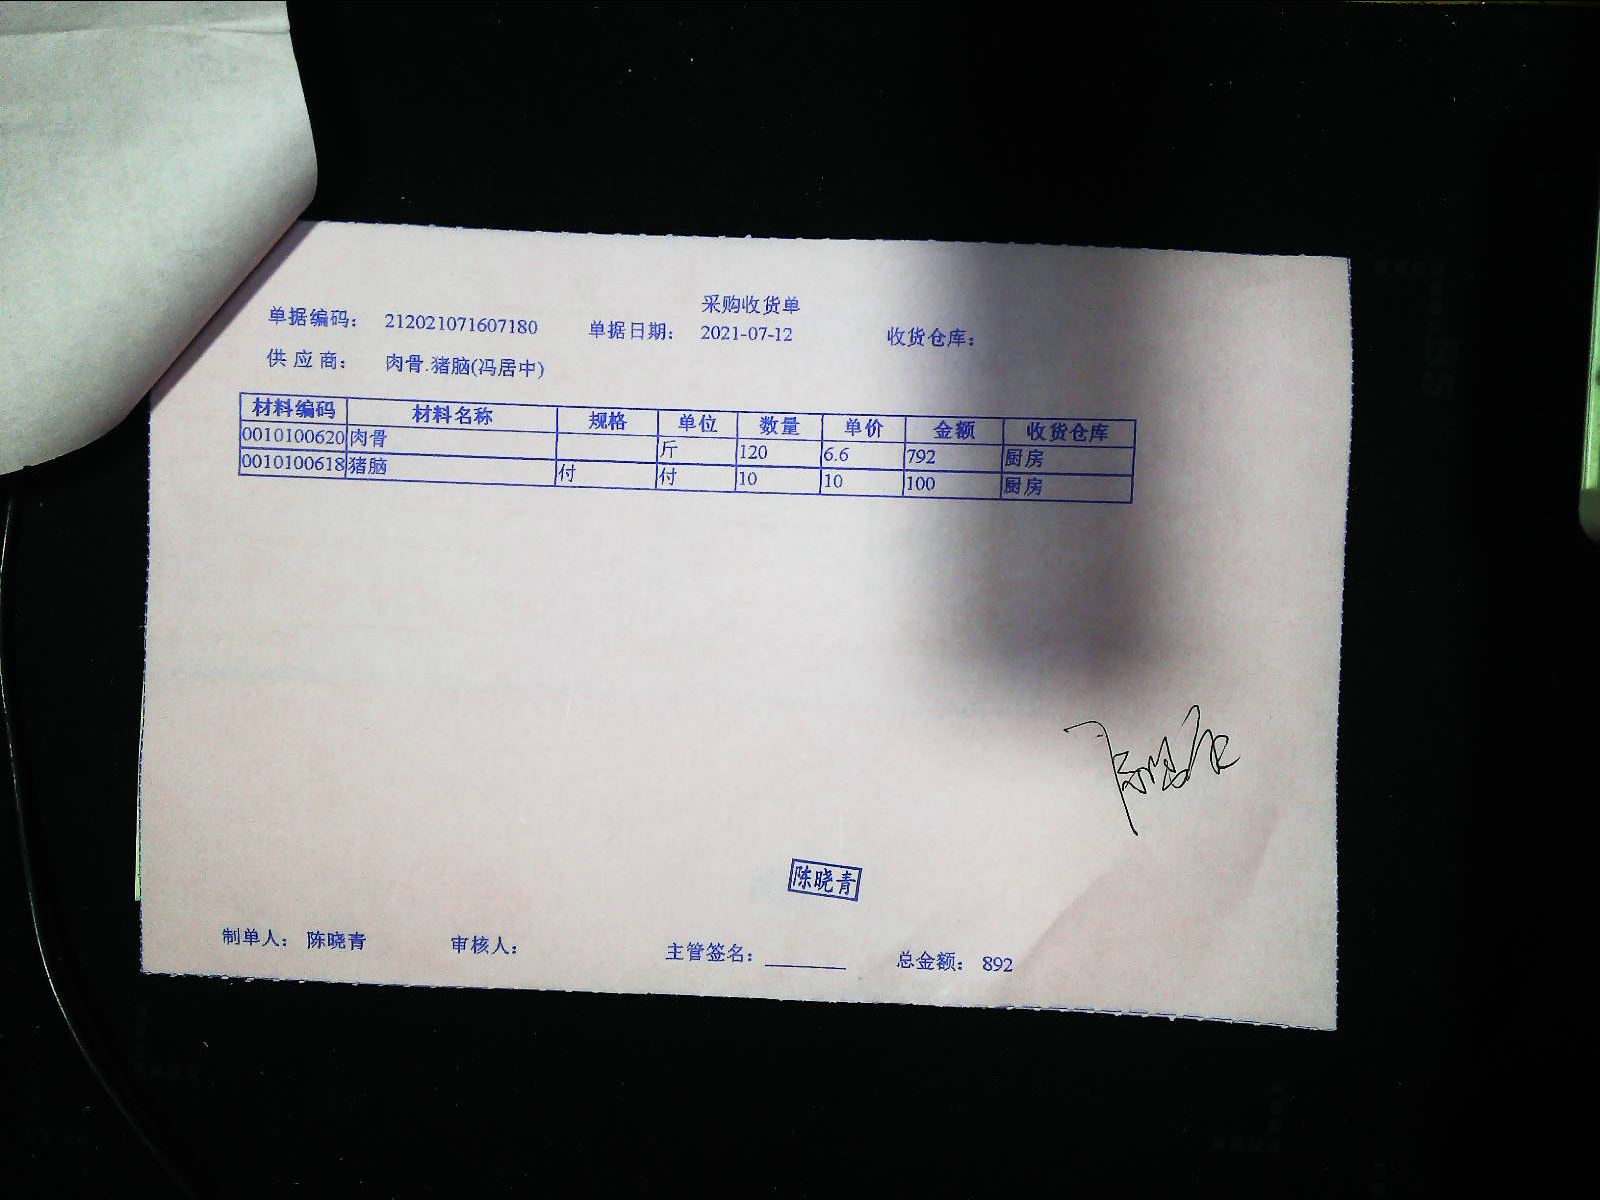 采购收货单
单据编码： 212021071607180 单据日期： 2021-07-12 收货仓库：
供 应 商： 肉骨.猪脑(冯居中)
材料编码 材料名称 规格 单位 数量 单价 金额 收货仓库
0010100620 肉骨 斤 120 6.6 792 厨房
0010100618 猪脑 付 付 10 10 100 厨房
陈晓青
制单人： 陈晓青 审核人： 主管签名：________ 总金额： 892